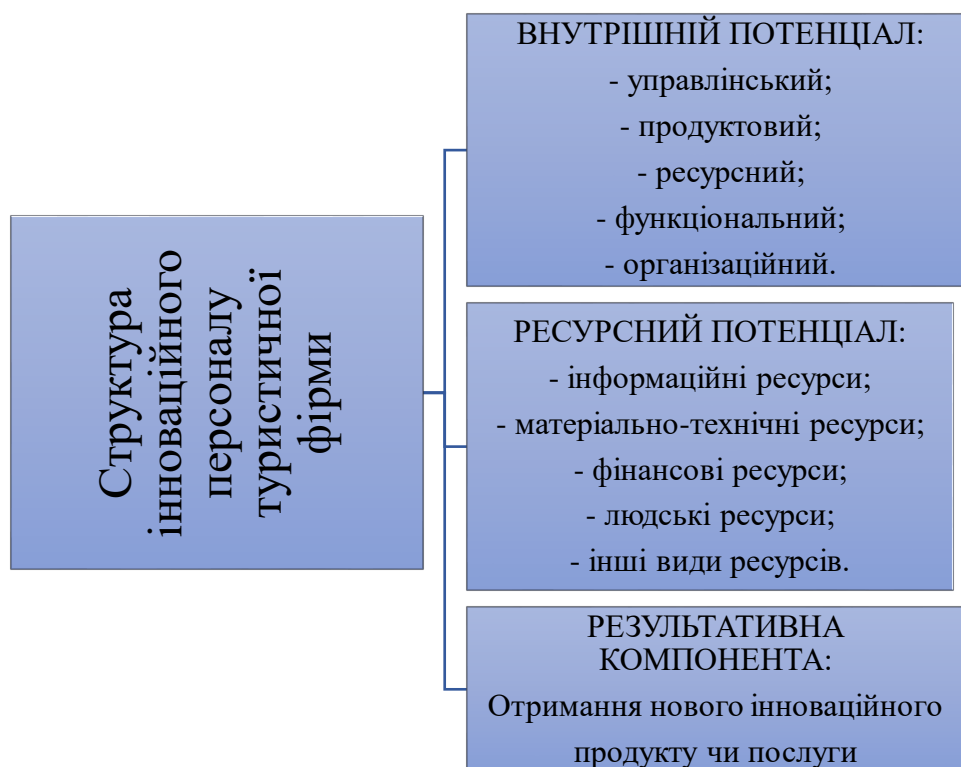 Структура
інноваційного
персоналу
туристичної
фірми
ВНУТРІШНІЙ ПОТЕНЦІАЛ:
- управлінський;
- продуктовий;
- ресурсний;
- функціональний;
- організаційний.
РЕСУРСНИЙ ПОТЕНЦІАЛ:
- інформаційні ресурси;
- матеріально-технічні ресурси;
- фінансові ресурси;
- людські ресурси;
- інші види ресурсів.
РЕЗУЛЬТАТИВНА
КОМПОНЕНТА:
Отримання нового інноваційного
продукту чи послуги